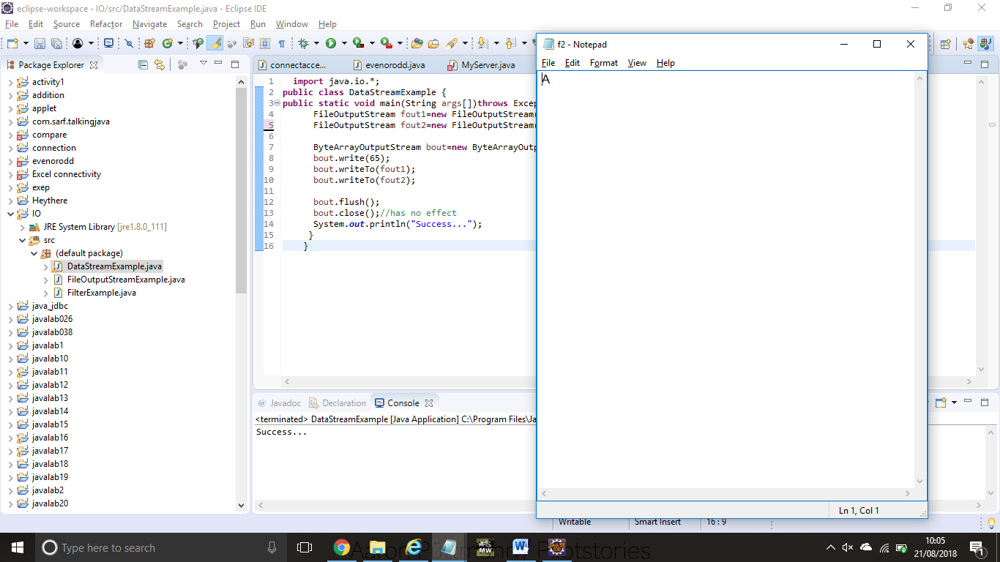 eclipse-workspace - IO/src/DataStreamExample.java - Eclipse IDE
File Edit Source Refactor Navigate Search Project Run Window Help
Package Explorer
activity1
addition
applet
com.sarf.talkingjava
compare
connection
evenorodd
Excel connectivity
exep
Heythere
IO
JRE System Library [jre1.8.0_111]
src
(default package)
DataStreamExample.java
FileOutputStreamExample.java
FilterExample.java
java_jdbc
javalab026
javalab038
javalab1
javalab10
javalab11
javalab12
javalab13
javalab14
javalab15
javalab16
javalab17
javalab18
javalab19
javalab2
javalab20
connectacce... evenorodd.java MyServer.java
1 import java.io.*;
2 public class DataStreamExample {
3 public static void main(String args[])throws Excep
4 FileOutputStream fout1=new FileOutputStream(
5 FileOutputStream fout2=new FileOutputStream(
6
7 ByteArrayOutputStream bout=new ByteArrayOutp
8 bout.write(65);
9 bout.writeTo(fout1);
10 bout.writeTo(fout2);
11
12 bout.flush();
13 bout.close();//has no effect
14 System.out.println("Success...");
15 }
16 }
@ Javadoc Declaration Console
<terminated> DataStreamExample [Java Application] C:\Program Files\Ja
Success...
f2 - Notepad
File Edit Format View Help
A
Ln 1, Col 1
Writable Smart Insert 16 : 9
Type here to search
10:05
21/08/2018